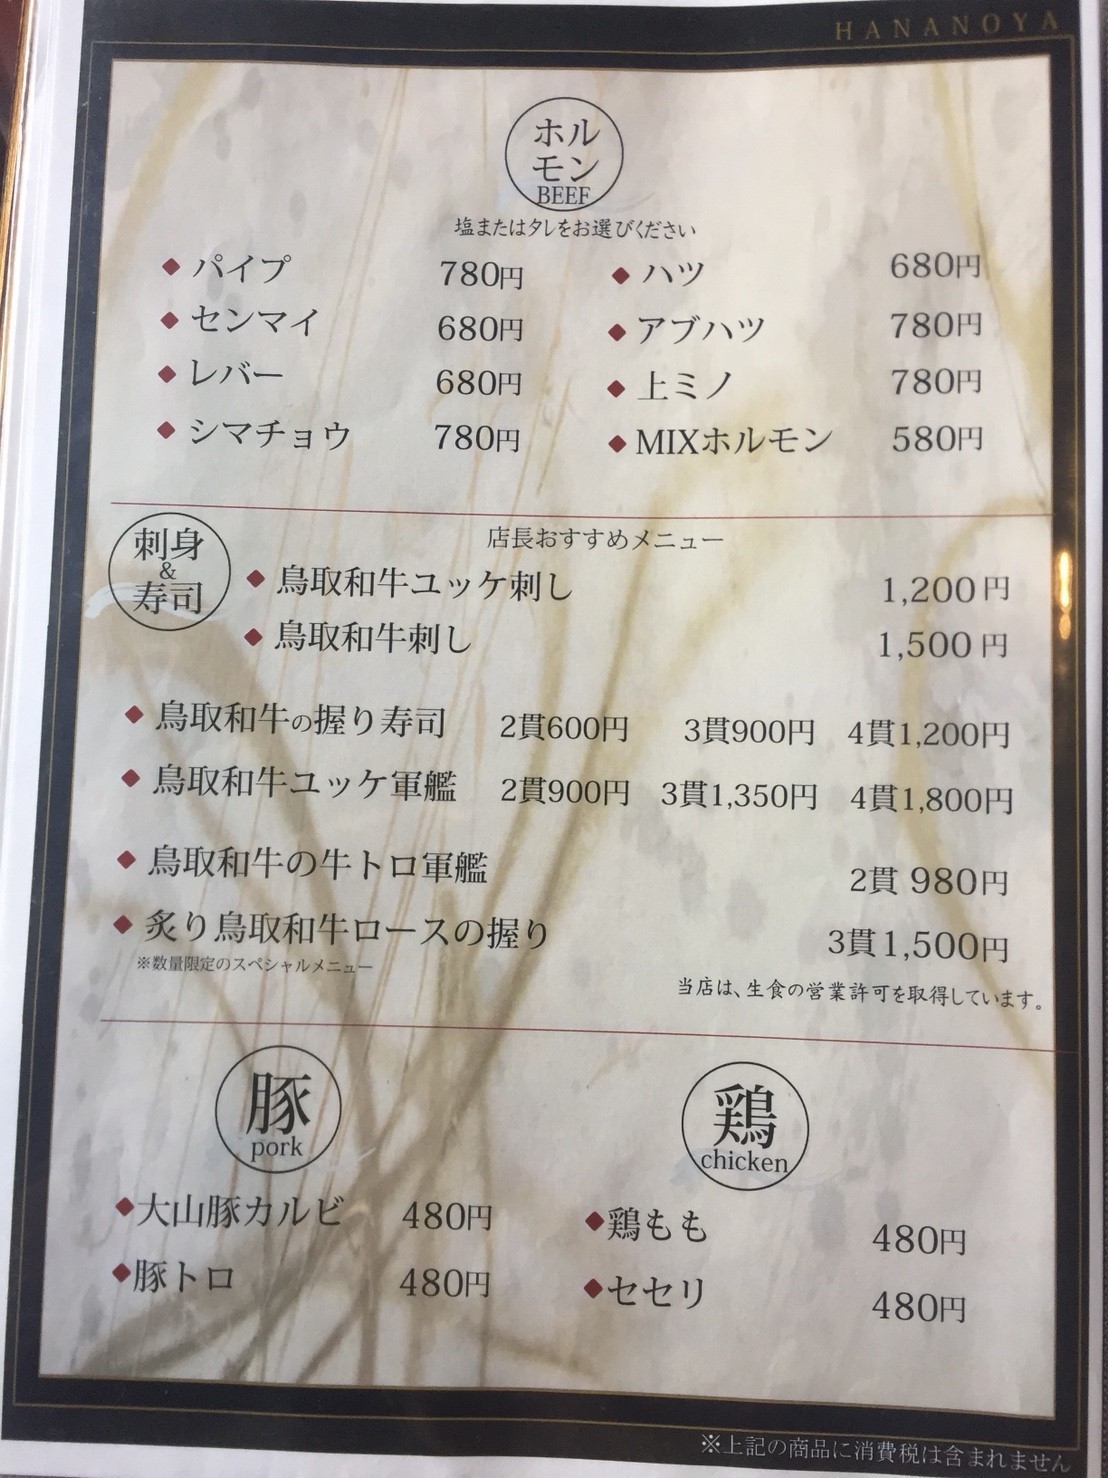 HANANOYA
ホル
モン
BEEF
塩またはタレをお選びください
◆ パイプ 780円 ◆ ハツ 680円
◆ センマイ 680円 ◆ アブハツ 780円
◆ レバー 680円 ◆ 上ミノ 780円
◆ シマチョウ 780円 ◆ MIXホルモン 580円
刺身
&
寿司
店長おすすめメニュー
◆ 鳥取和牛ユッケ刺し 1,200円
◆ 鳥取和牛刺し 1,500円
◆ 鳥取和牛の握り寿司 2貫600円 3貫900円 4貫1,200円
◆ 鳥取和牛ユッケ軍艦 2貫900円 3貫1,350円 4貫1,800円
◆ 鳥取和牛の牛トロ軍艦 2貫 980円
◆ 炙り鳥取和牛ロースの握り 3貫1,500円
※数量限定のスペシャルメニュー
当店は、生食の営業許可を取得しています。
豚
pork
◆大山豚カルビ 480円
◆豚トロ 480円
鶏
chicken
◆鶏もも 480円
◆セセリ 480円
※上記の商品に消費税は含まれません